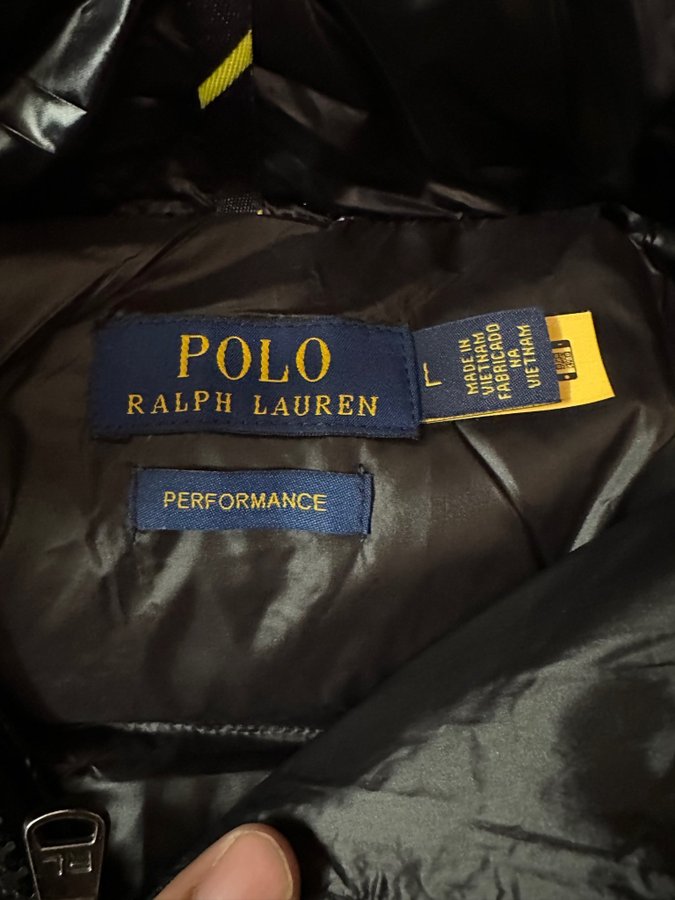 POLO
RALPH LAUREN
L
MADE IN
VIETNAM
FABRICADO
NA
VIETNAM
PERFORMANCE